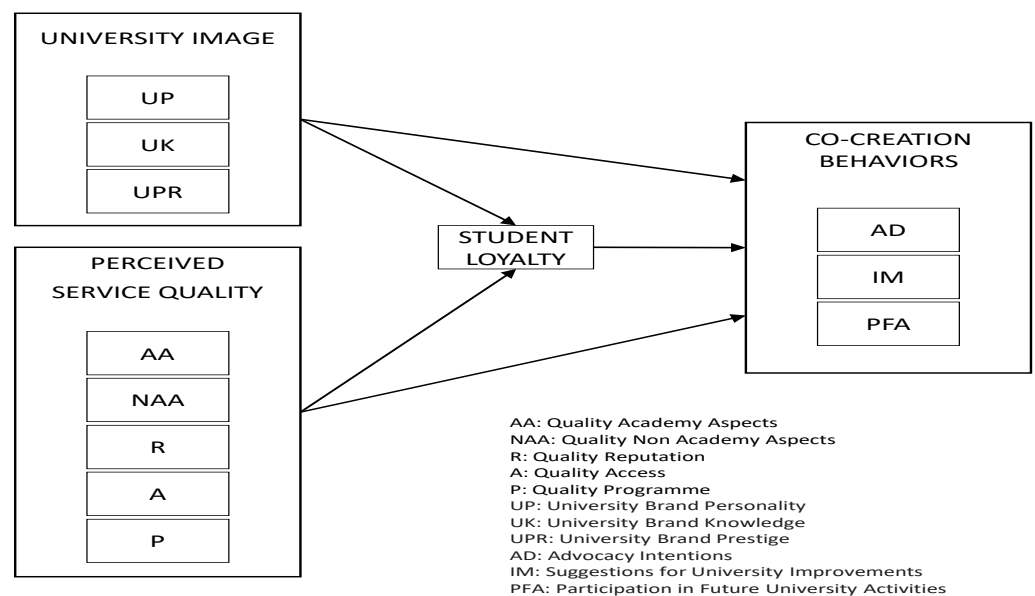 UNIVERSITY IMAGE
UP
UK
UPR
PERCEIVED
SERVICE QUALITY
AA
NAA
R
A
P
STUDENT
LOYALTY
CO-CREATION
BEHAVIORS
AD
IM
PFA
AA: Quality Academy Aspects
NAA: Quality Non Academy Aspects
R: Quality Reputation
A: Quality Access
P: Quality Programme
UP: University Brand Personality
UK: University Brand Knowledge
UPR: University Brand Prestige
AD: Advocacy Intentions
IM: Suggestions for University Improvements
PFA: Participation in Future University Activities